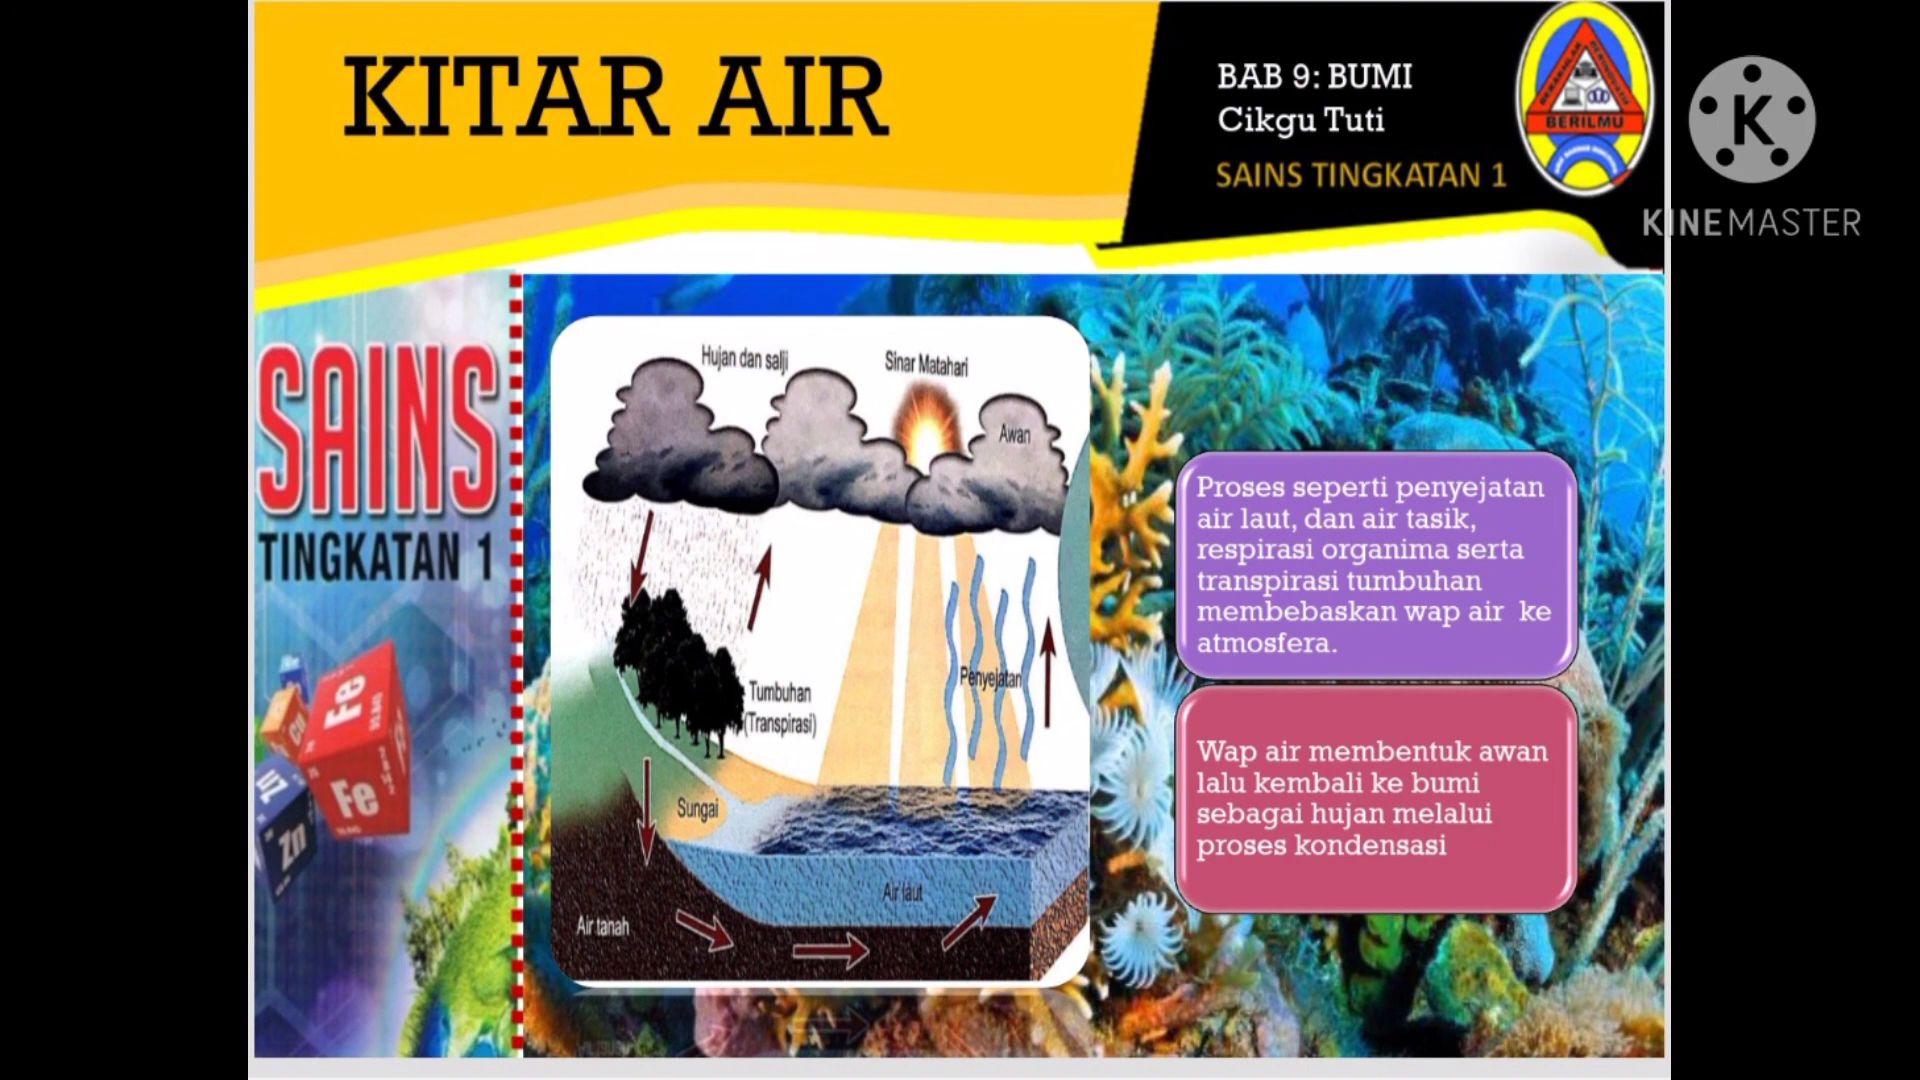 KITAR AIR
BAB 9: BUMI
Cikgu Tuti
SAINS TINGKATAN 1
BERILMU
K
KINEMASTER
SAINS
TINGKATAN 1
Fe
Fe
Cu
Zn
Zn
Hujan dan salji
Sinar Matahari
Awan
Penyejatan
Tumbuhan
(Transpirasi)
Sungai
Air laut
Air tanah
Proses seperti penyejatan
air laut, dan air tasik,
respirasi organima serta
transpirasi tumbuhan
membebaskan wap air ke
atmosfera.
Wap air membentuk awan
lalu kembali ke bumi
sebagai hujan melalui
proses kondensasi